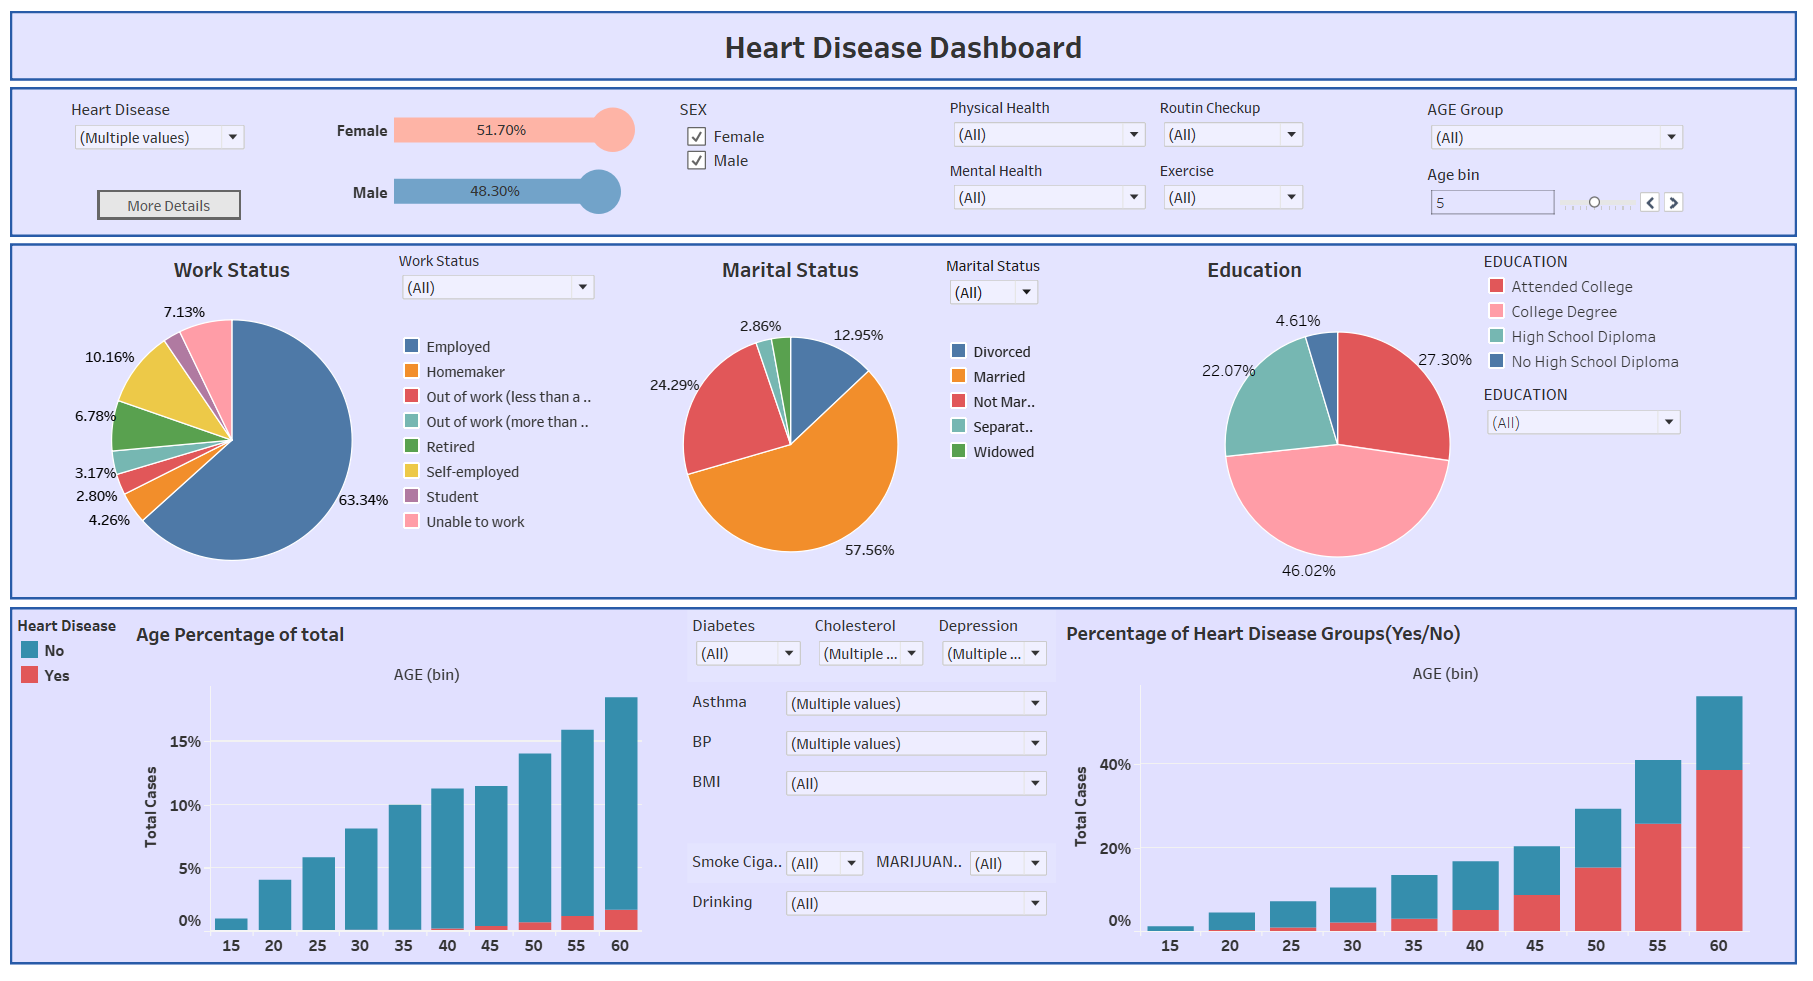 Heart Disease Dashboard
Heart Disease
(Multiple values)
More Details
Female
51.70%
Male
48.30%
SEX
Female
Male
Physical Health
(All)
Routin Checkup
(All)
Mental Health
(All)
Exercise
(All)
AGE Group
(All)
Age bin
5
Work Status
7.13%
10.16%
6.78%
3.17%
2.80%
4.26%
63.34%
Work Status
(All)
Employed
Homemaker
Out of work (less than a ..
Out of work (more than ..
Retired
Self-employed
Student
Unable to work
Marital Status
2.86%
12.95%
24.29%
57.56%
Marital Status
(All)
Divorced
Married
Not Mar..
Separat..
Widowed
Education
4.61%
27.30%
22.07%
46.02%
EDUCATION
Attended College
College Degree
High School Diploma
No High School Diploma
EDUCATION
(All)
Heart Disease
No
Yes
Age Percentage of total
AGE (bin)
Total Cases
15%
10%
5%
0%
15 20 25 30 35 40 45 50 55 60
Diabetes
(All)
Cholesterol
(Multiple ...
Depression
(Multiple ...
Asthma
(Multiple values)
BP
(Multiple values)
BMI
(All)
Smoke Ciga..
(All)
MARIJUAN..
(All)
Drinking
(All)
Percentage of Heart Disease Groups(Yes/No)
AGE (bin)
Total Cases
40%
20%
0%
15 20 25 30 35 40 45 50 55 60